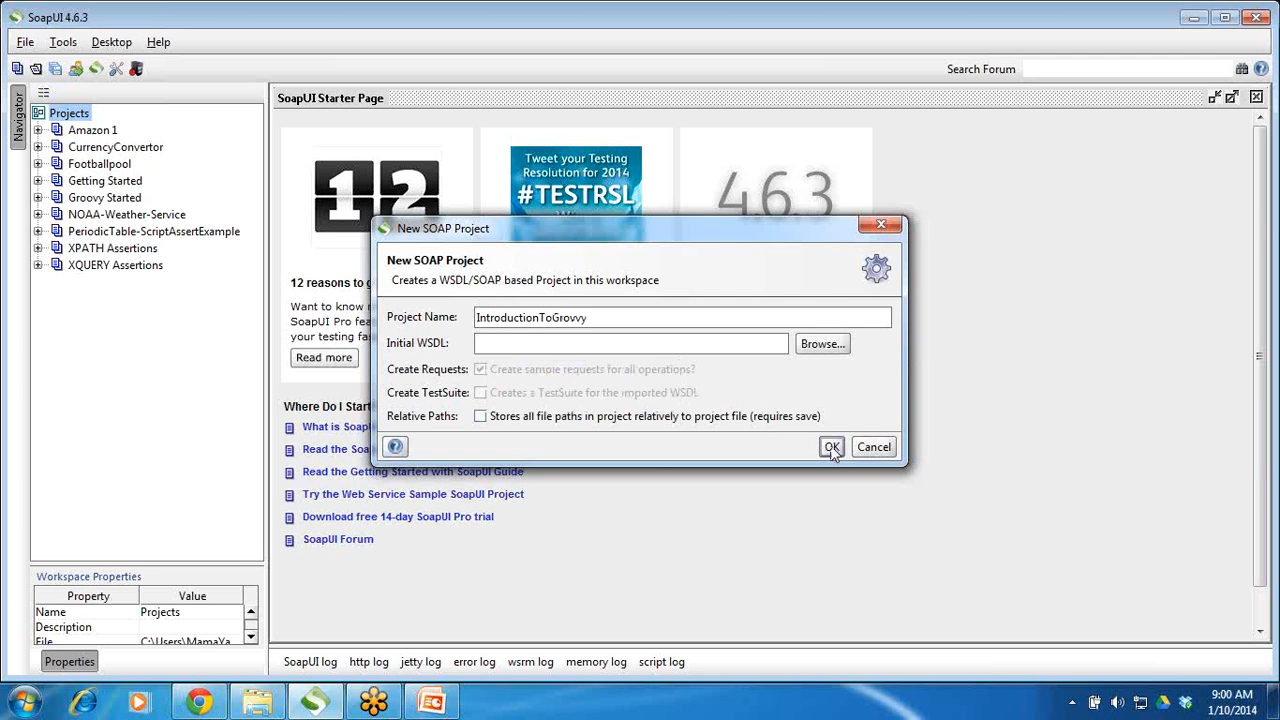 SoapUI 4.6.3
File Tools Desktop Help
Search Forum
Navigator
Projects
Amazon 1
CurrencyConvertor
Footballpool
Getting Started
Groovy Started
NOAA-Weather-Service
PeriodicTable-ScriptAssertExample
XPATH Assertions
XQUERY Assertions
SoapUI Starter Page
12
Tweet your Testing
Resolution for 2014
#TESTRSL
4.6.3
12 reasons to
Want to know
SoapUI Pro
your testing
Read more
New SOAP Project
New SOAP Project
Creates a WSDL/SOAP based Project in this workspace
Project Name: IntroductionToGrovvy
Initial WSDL: Browse...
Create Requests: Create sample requests for all operations?
Create TestSuite: Creates a TestSuite for the imported WSDL
Relative Paths: Stores all file paths in project relatively to project file (requires save)
OK Cancel
Where Do I
What is
Read the
Read the Getting Started with SoapUI Guide
Try the Web Service Sample SoapUI Project
Download free 14-day SoapUI Pro trial
SoapUI Forum
Workspace Properties
Property Value
Name Projects
Description
File C:\Users\MamaYa...
Properties
SoapUI log http log jetty log error log wsrm log memory log script log
9:00 AM
1/10/2014